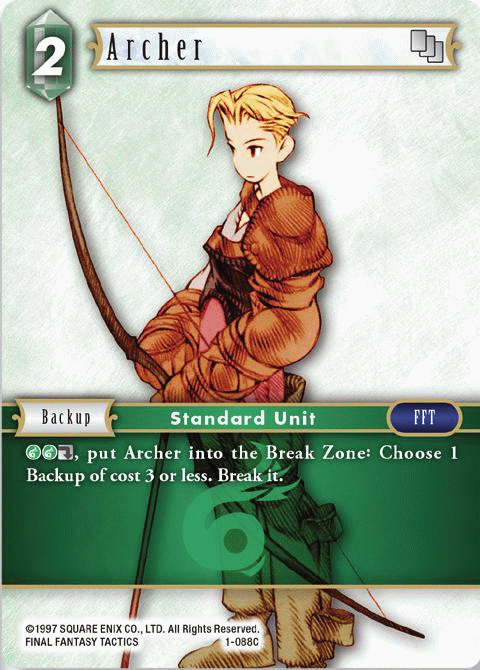 2
Archer
Backup
Standard Unit
FFT
, put Archer into the Break Zone: Choose 1
Backup of cost 3 or less. Break it.
©1997 SQUARE ENIX CO., LTD. All Rights Reserved.
FINAL FANTASY TACTICS
1-088C